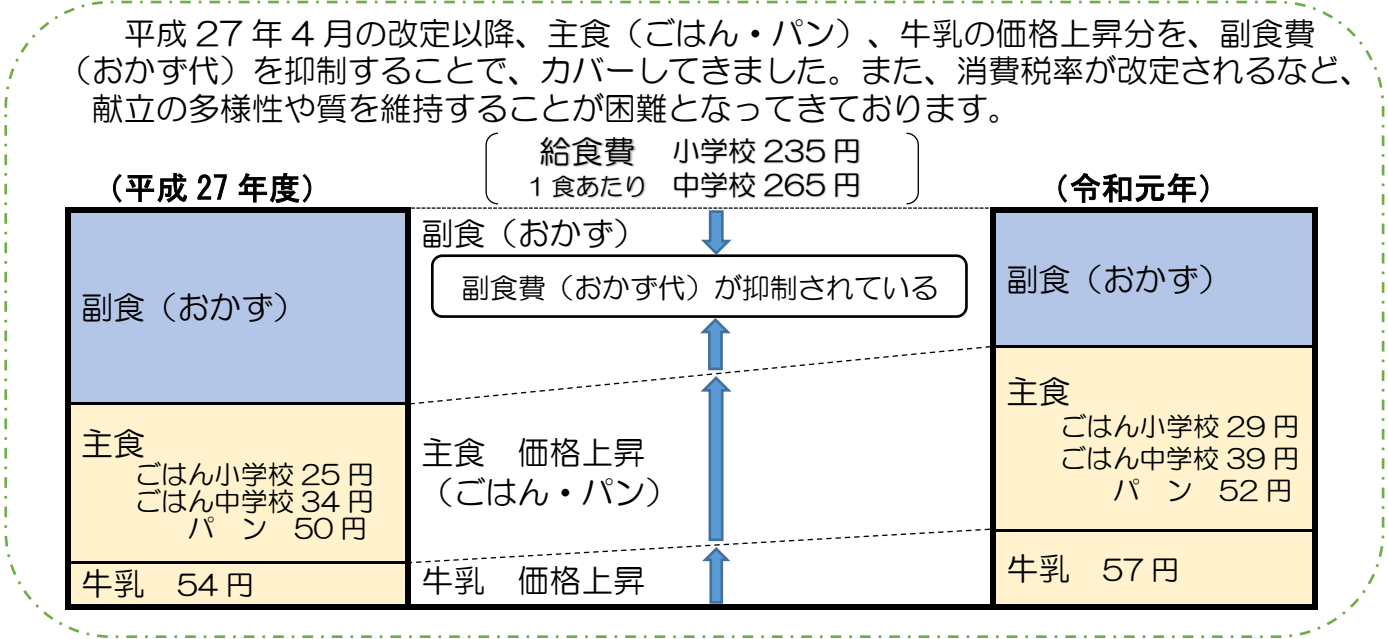 平成 27 年 4 月の改定以降、主食（ごはん・パン）、牛乳の価格上昇分を、副食費
（おかず代）を抑制することで、カバーしてきました。また、消費税率が改定されるなど、
献立の多様性や質を維持することが困難となってきております。
給食費 小学校 235 円
1 食あたり 中学校 265 円
（平成 27 年度）
副食（おかず）
主食
ごはん小学校 25 円
ごはん中学校 34 円
パ ン 50 円
牛乳 54 円
副食（おかず）
副食費（おかず代）が抑制されている
主食 価格上昇
（ごはん・パン）
牛乳 価格上昇
（令和元年）
副食（おかず）
主食
ごはん小学校 29 円
ごはん中学校 39 円
パ ン 52 円
牛乳 57 円